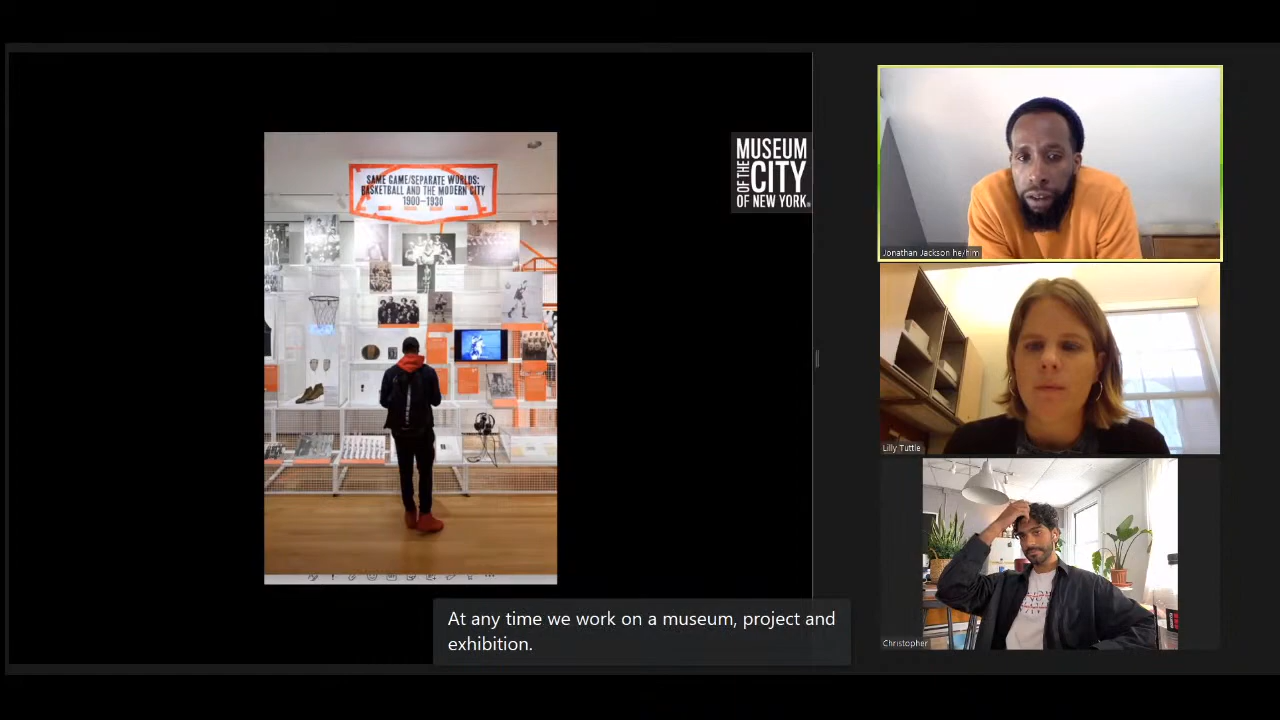 SAME GAME/SEPARATE WORLDS:
BASKETBALL AND THE MODERN CITY
1900–1930
MUSEUM
OF THE
CITY
OF NEW YORK
At any time we work on a museum, project and
exhibition.
Jonathan Jackson he/him
Lilly Tuttle
Christopher